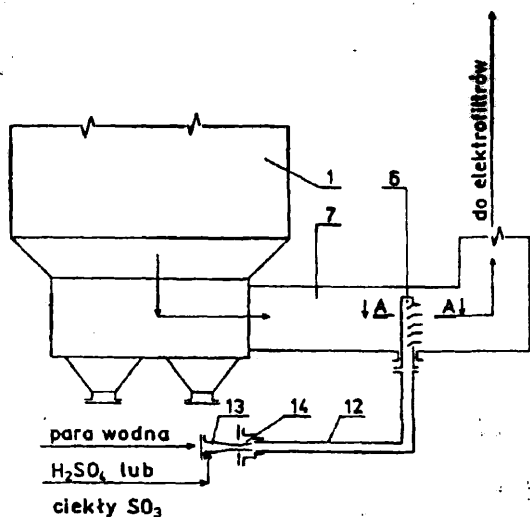 do elektrofiltrów
1
6
7
A A
13
14
12
para wodna
H₂SO₄ lub
ciekły SO₃